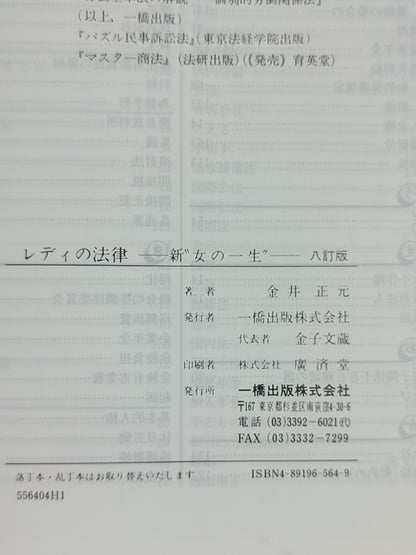 (以上, 一橋出版)
『パズル民事訴訟法』(東京法経学院出版)
『マスター商法』(法研出版)(《発売》育英堂)
レディの法律 ――新"女の一生"―― 八訂版
著者 金井正元
発行者 一橋出版株式会社
代表者 金子文蔵
印刷者 株式会社 廣済堂
発行所 一橋出版株式会社
〒167 東京都杉並区南荻窪4-30-6
電話 (03)3392-6021(代)
FAX (03)3332-7299
落丁本・乱丁本はお取り替えいたします
ISBN4-89196-564-9
556404H1